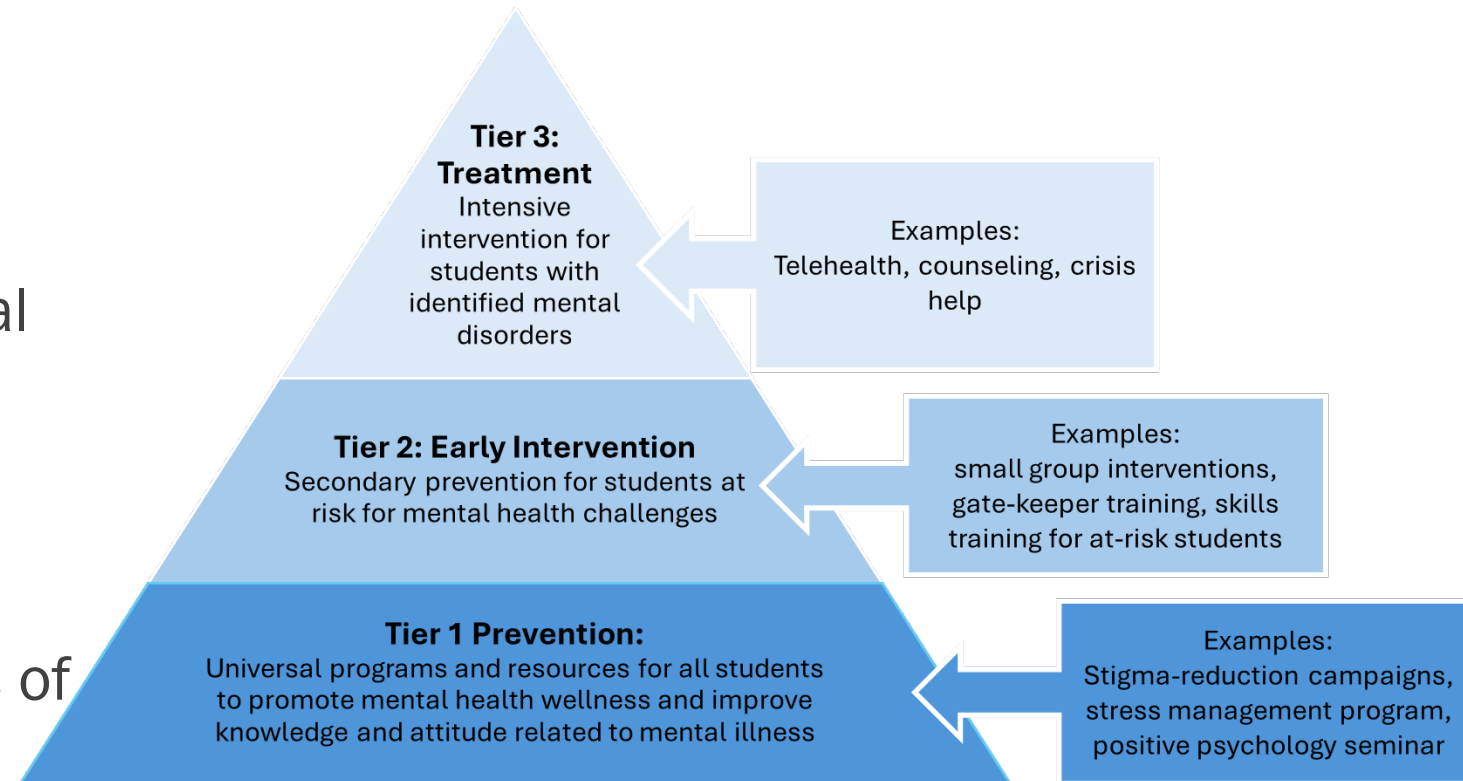 Tier 3:
Treatment
Intensive
intervention for
students with
identified mental
disorders
Examples:
Telehealth, counseling, crisis
help
al
Tier 2: Early Intervention
Secondary prevention for students at
risk for mental health challenges
Examples:
small group interventions,
gate-keeper training, skills
training for at-risk students
of
Tier 1 Prevention:
Universal programs and resources for all students
to promote mental health wellness and improve
knowledge and attitude related to mental illness
Examples:
Stigma-reduction campaigns,
stress management program,
positive psychology seminar